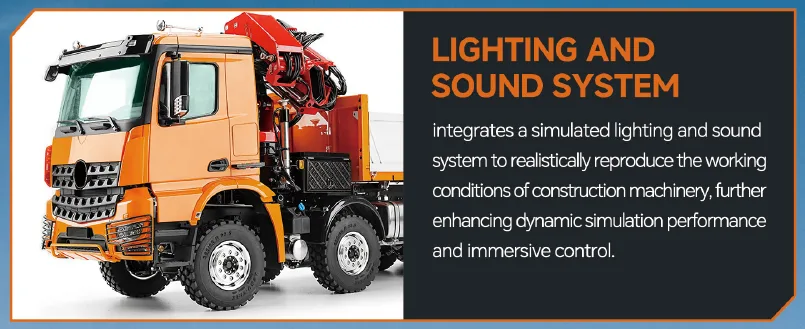 LIGHTING AND
SOUND SYSTEM
integrates a simulated lighting and sound
system to realistically reproduce the working
conditions of construction machinery, further
enhancing dynamic simulation performance
and immersive control.